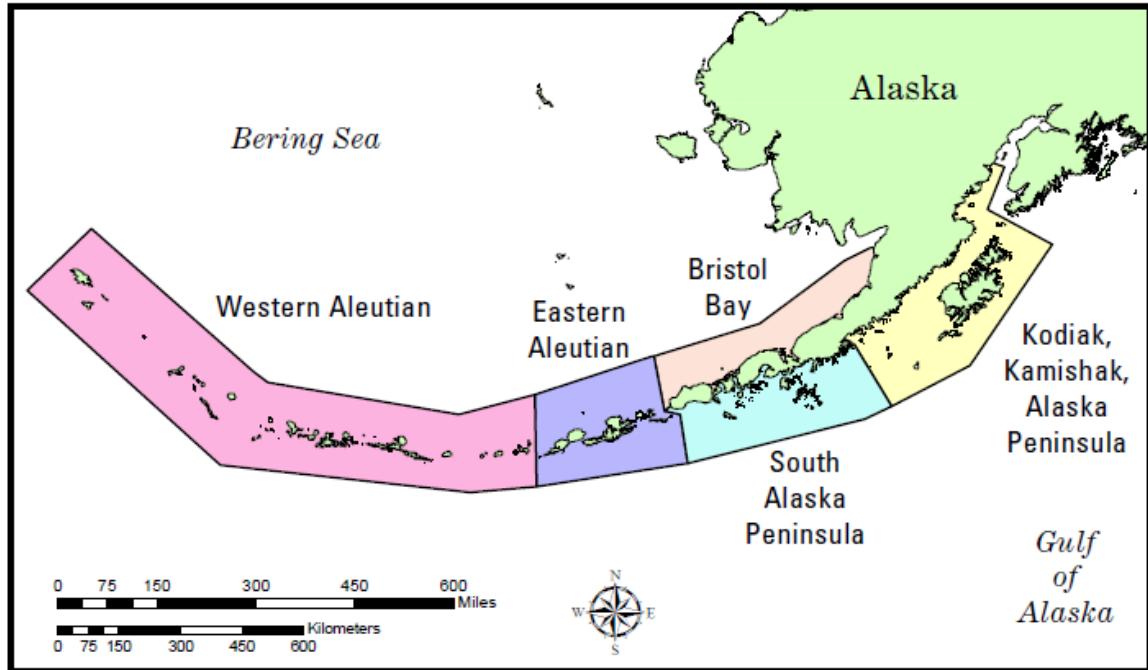 Alaska
Bering Sea
Western Aleutian
Eastern
Aleutian
Bristol
Bay
Kodiak,
Kamishak,
Alaska
Peninsula
South
Alaska
Peninsula
Gulf
of
Alaska
0 75 150 300 450 600
Miles
Kilometers
0 75 150 300 450 600
N
W E
S